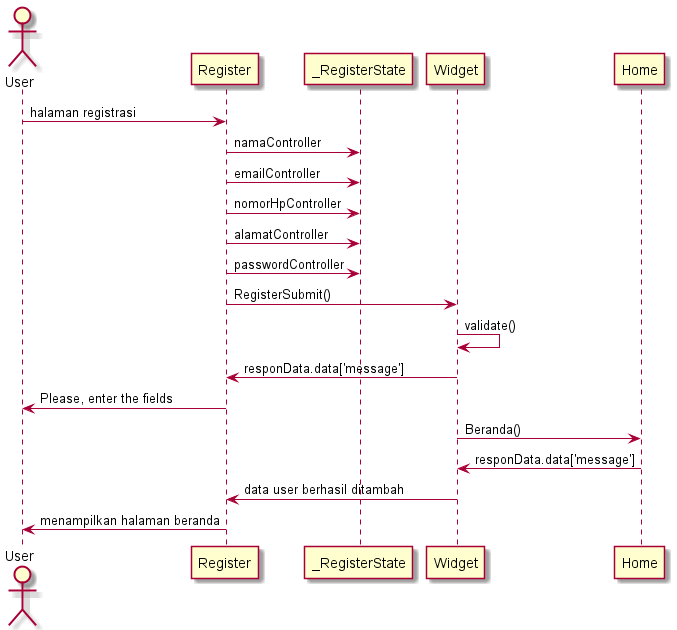 User
Register
_RegisterState
Widget
Home
halaman registrasi
namaController
emailController
nomorHpController
alamatController
passwordController
RegisterSubmit()
validate()
responData.data['message']
Please, enter the fields
Beranda()
responData.data['message']
data user berhasil ditambah
menampilkan halaman beranda
User
Register
_RegisterState
Widget
Home